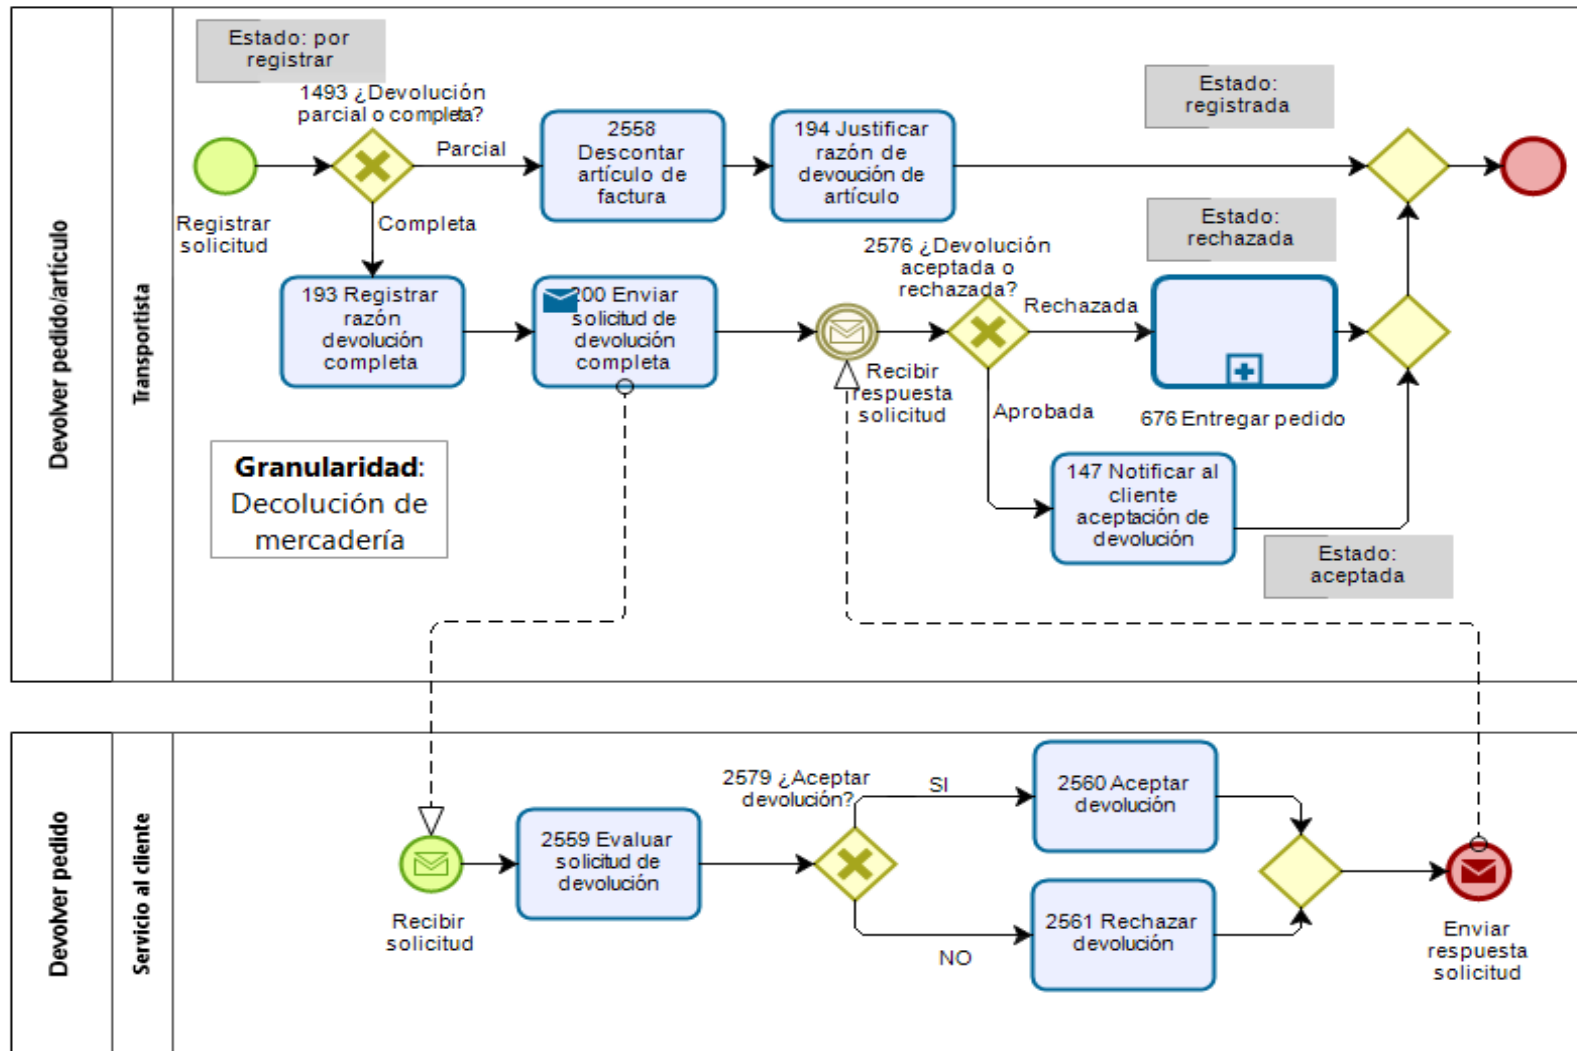 Devolver pedido/artículo
Transportista
Estado: por
registrar
1493 ¿Devolución
parcial o completa?
Registrar
solicitud
Parcial
Completa
2558
Descontar
artículo de
factura
194 Justificar
razón de
devoución de
artículo
Estado:
registrada
193 Registrar
razón
devolución
completa
200 Enviar
solicitud de
devolución
completa
Recibir
respuesta
solicitud
2576 ¿Devolución
aceptada o
rechazada?
Rechazada
Aprobada
Estado:
rechazada
676 Entregar pedido
147 Notificar al
cliente
aceptación de
devolución
Estado:
aceptada
Granularidad:
Decolución de
mercadería
Devolver pedido
Servicio al cliente
Recibir
solicitud
2559 Evaluar
solicitud de
devolución
2579 ¿Aceptar
devolución?
SI
NO
2560 Aceptar
devolución
2561 Rechazar
devolución
Enviar
respuesta
solicitud